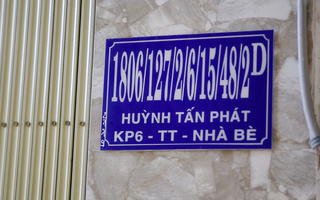 1806/127/2/6/15/48/2D
HUỲNH TẤN PHÁT
KP6 - TT - NHÀ BÈ